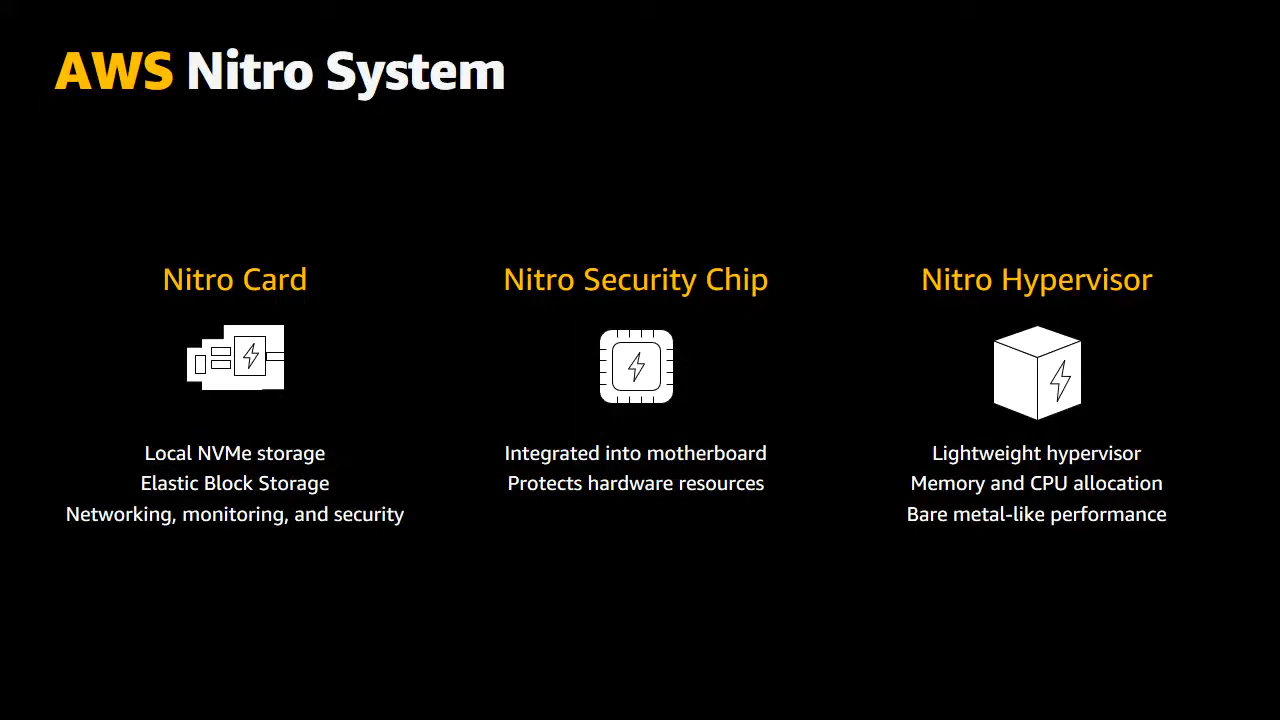 AWS Nitro System
Nitro Card
Local NVMe storage
Elastic Block Storage
Networking, monitoring, and security
Nitro Security Chip
Integrated into motherboard
Protects hardware resources
Nitro Hypervisor
Lightweight hypervisor
Memory and CPU allocation
Bare metal-like performance